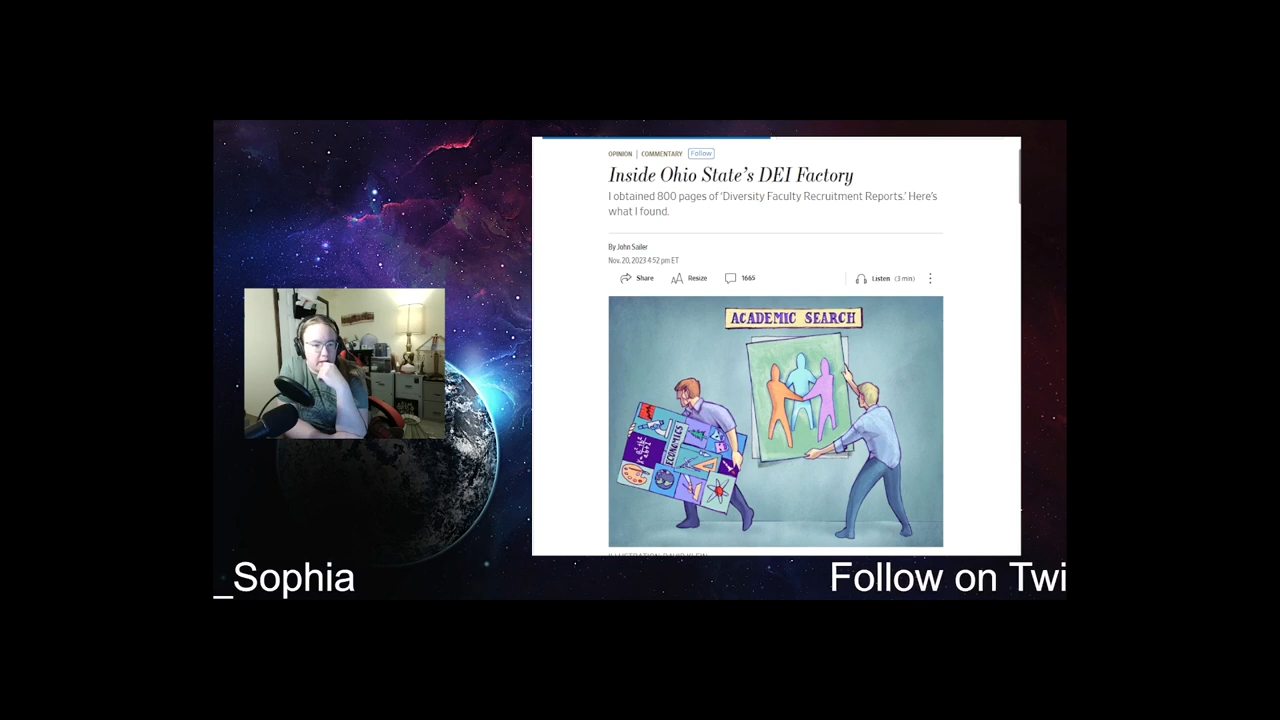 OPINION | COMMENTARY Follow
Inside Ohio State's DEI Factory
I obtained 800 pages of 'Diversity Faculty Recruitment Reports.' Here's
what I found.
By John Sailer
Nov. 20, 2023 4:52 pm ET
Share Resize 1665 Listen (3 min)
ACADEMIC SEARCH
ECONOMICS
_Sophia
Follow on Twi